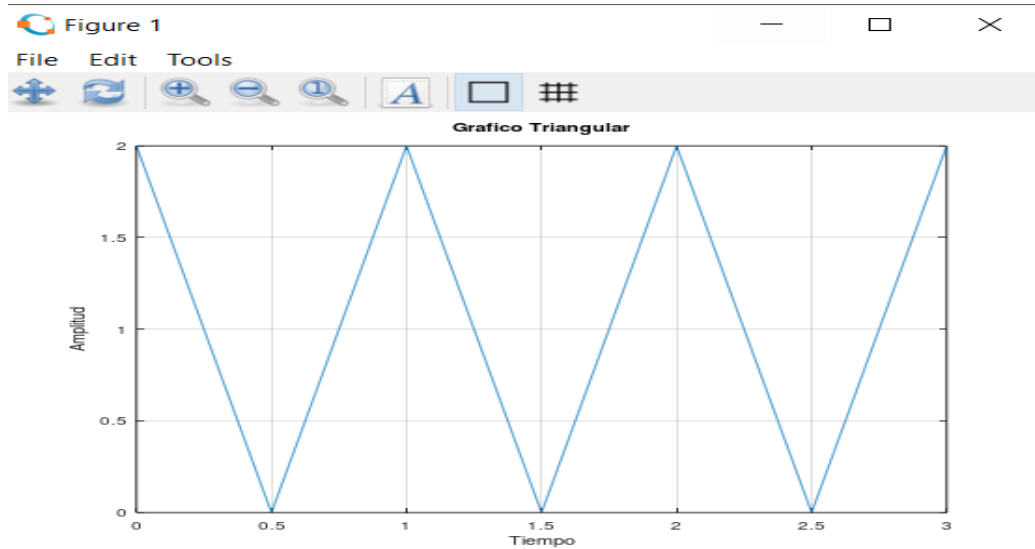 Figure 1
File Edit Tools
1 A
Grafico Triangular
2
1.5
1
0.5
0
Amplitud
0 0.5 1 1.5 2 2.5 3
Tiempo